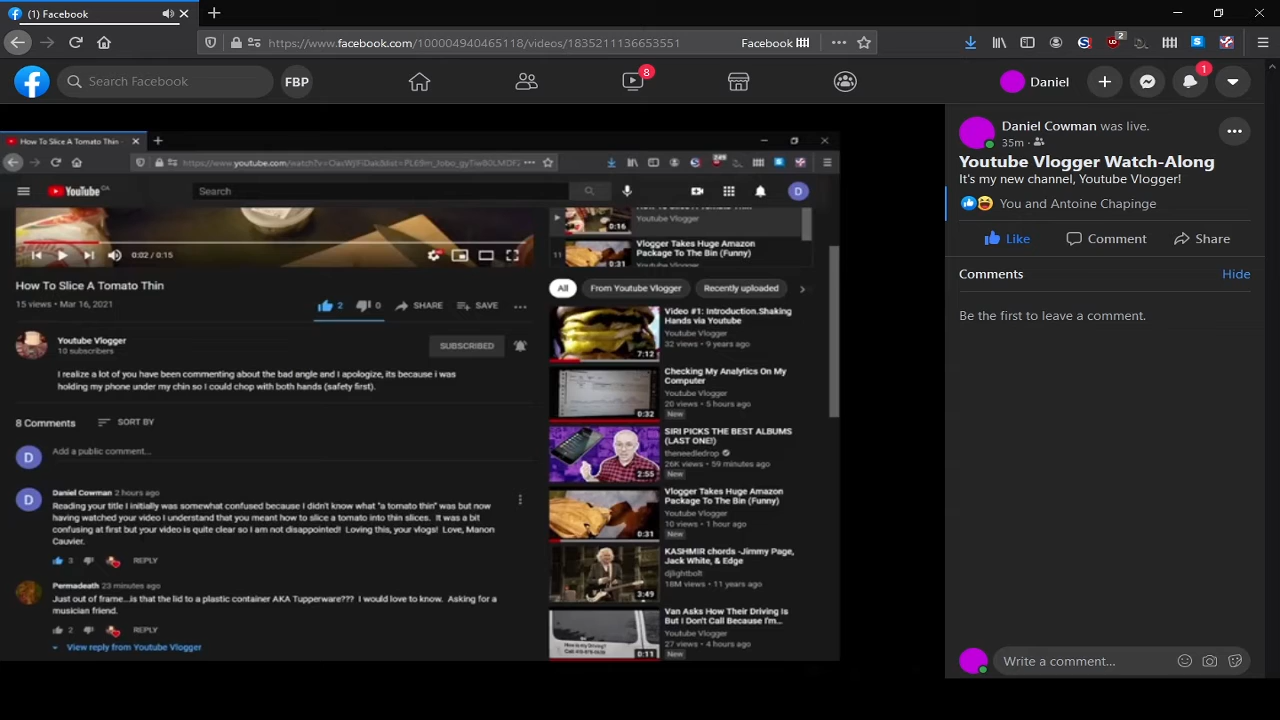 (1) Facebook
https://www.facebook.com/100004940465118/videos/1835211136653551
Facebook
2
Search Facebook
FBP
8
Daniel
1
How To Slice A Tomato Thin -
249
YouTube CA
Search
D
0:02 / 0:15
How To Slice A Tomato Thin
15 views • Mar 16, 2021
2
0
SHARE
SAVE
Youtube Vlogger
10 subscribers
SUBSCRIBED
I realize a lot of you have been commenting about the bad angle and I apologize, its because i was
holding my phone under my chin so I could chop with both hands (safety first).
8 Comments
SORT BY
D
Add a public comment...
D
Daniel Cowman 2 hours ago
Reading your title I initially was somewhat confused because I didn't know what "a tomato thin" was but now
having watched your video I understand that you meant how to slice a tomato into thin slices. It was a bit
confusing at first but your video is quite clear so I am not disappointed! Loving this, your vlogs! Love, Manon
Cauvier.
3
REPLY
Permadeath 23 minutes ago
Just out of frame...is that the lid to a plastic container AKA Tupperware??? I would love to know. Asking for a
musician friend.
2
REPLY
View reply from Youtube Vlogger
How To Slice A Tomato Thin
Youtube Vlogger
0:16
11
Vlogger Takes Huge Amazon
Package To The Bin (Funny)
0:31
All
From Youtube Vlogger
Recently uploaded
Video #1: Introduction.Shaking
Hands via Youtube
Youtube Vlogger
32 views • 9 years ago
7:12
Checking My Analytics On My
Computer
Youtube Vlogger
20 views • 5 hours ago
New
0:32
SIRI PICKS THE BEST ALBUMS
(LAST ONE!)
theneedledrop
26K views • 59 minutes ago
New
2:55
Vlogger Takes Huge Amazon
Package To The Bin (Funny)
Youtube Vlogger
10 views • 1 hour ago
New
0:31
KASHMIR chords -Jimmy Page,
Jack White, & Edge
djlightbolt
18M views • 11 years ago
3:49
Van Asks How Their Driving Is
But I Don't Call Because I'm...
Youtube Vlogger
27 views • 4 hours ago
New
0:11
Daniel Cowman was live.
35m
Youtube Vlogger Watch-Along
It's my new channel, Youtube Vlogger!
You and Antoine Chapinge
Like
Comment
Share
Comments
Hide
Be the first to leave a comment.
Write a comment...